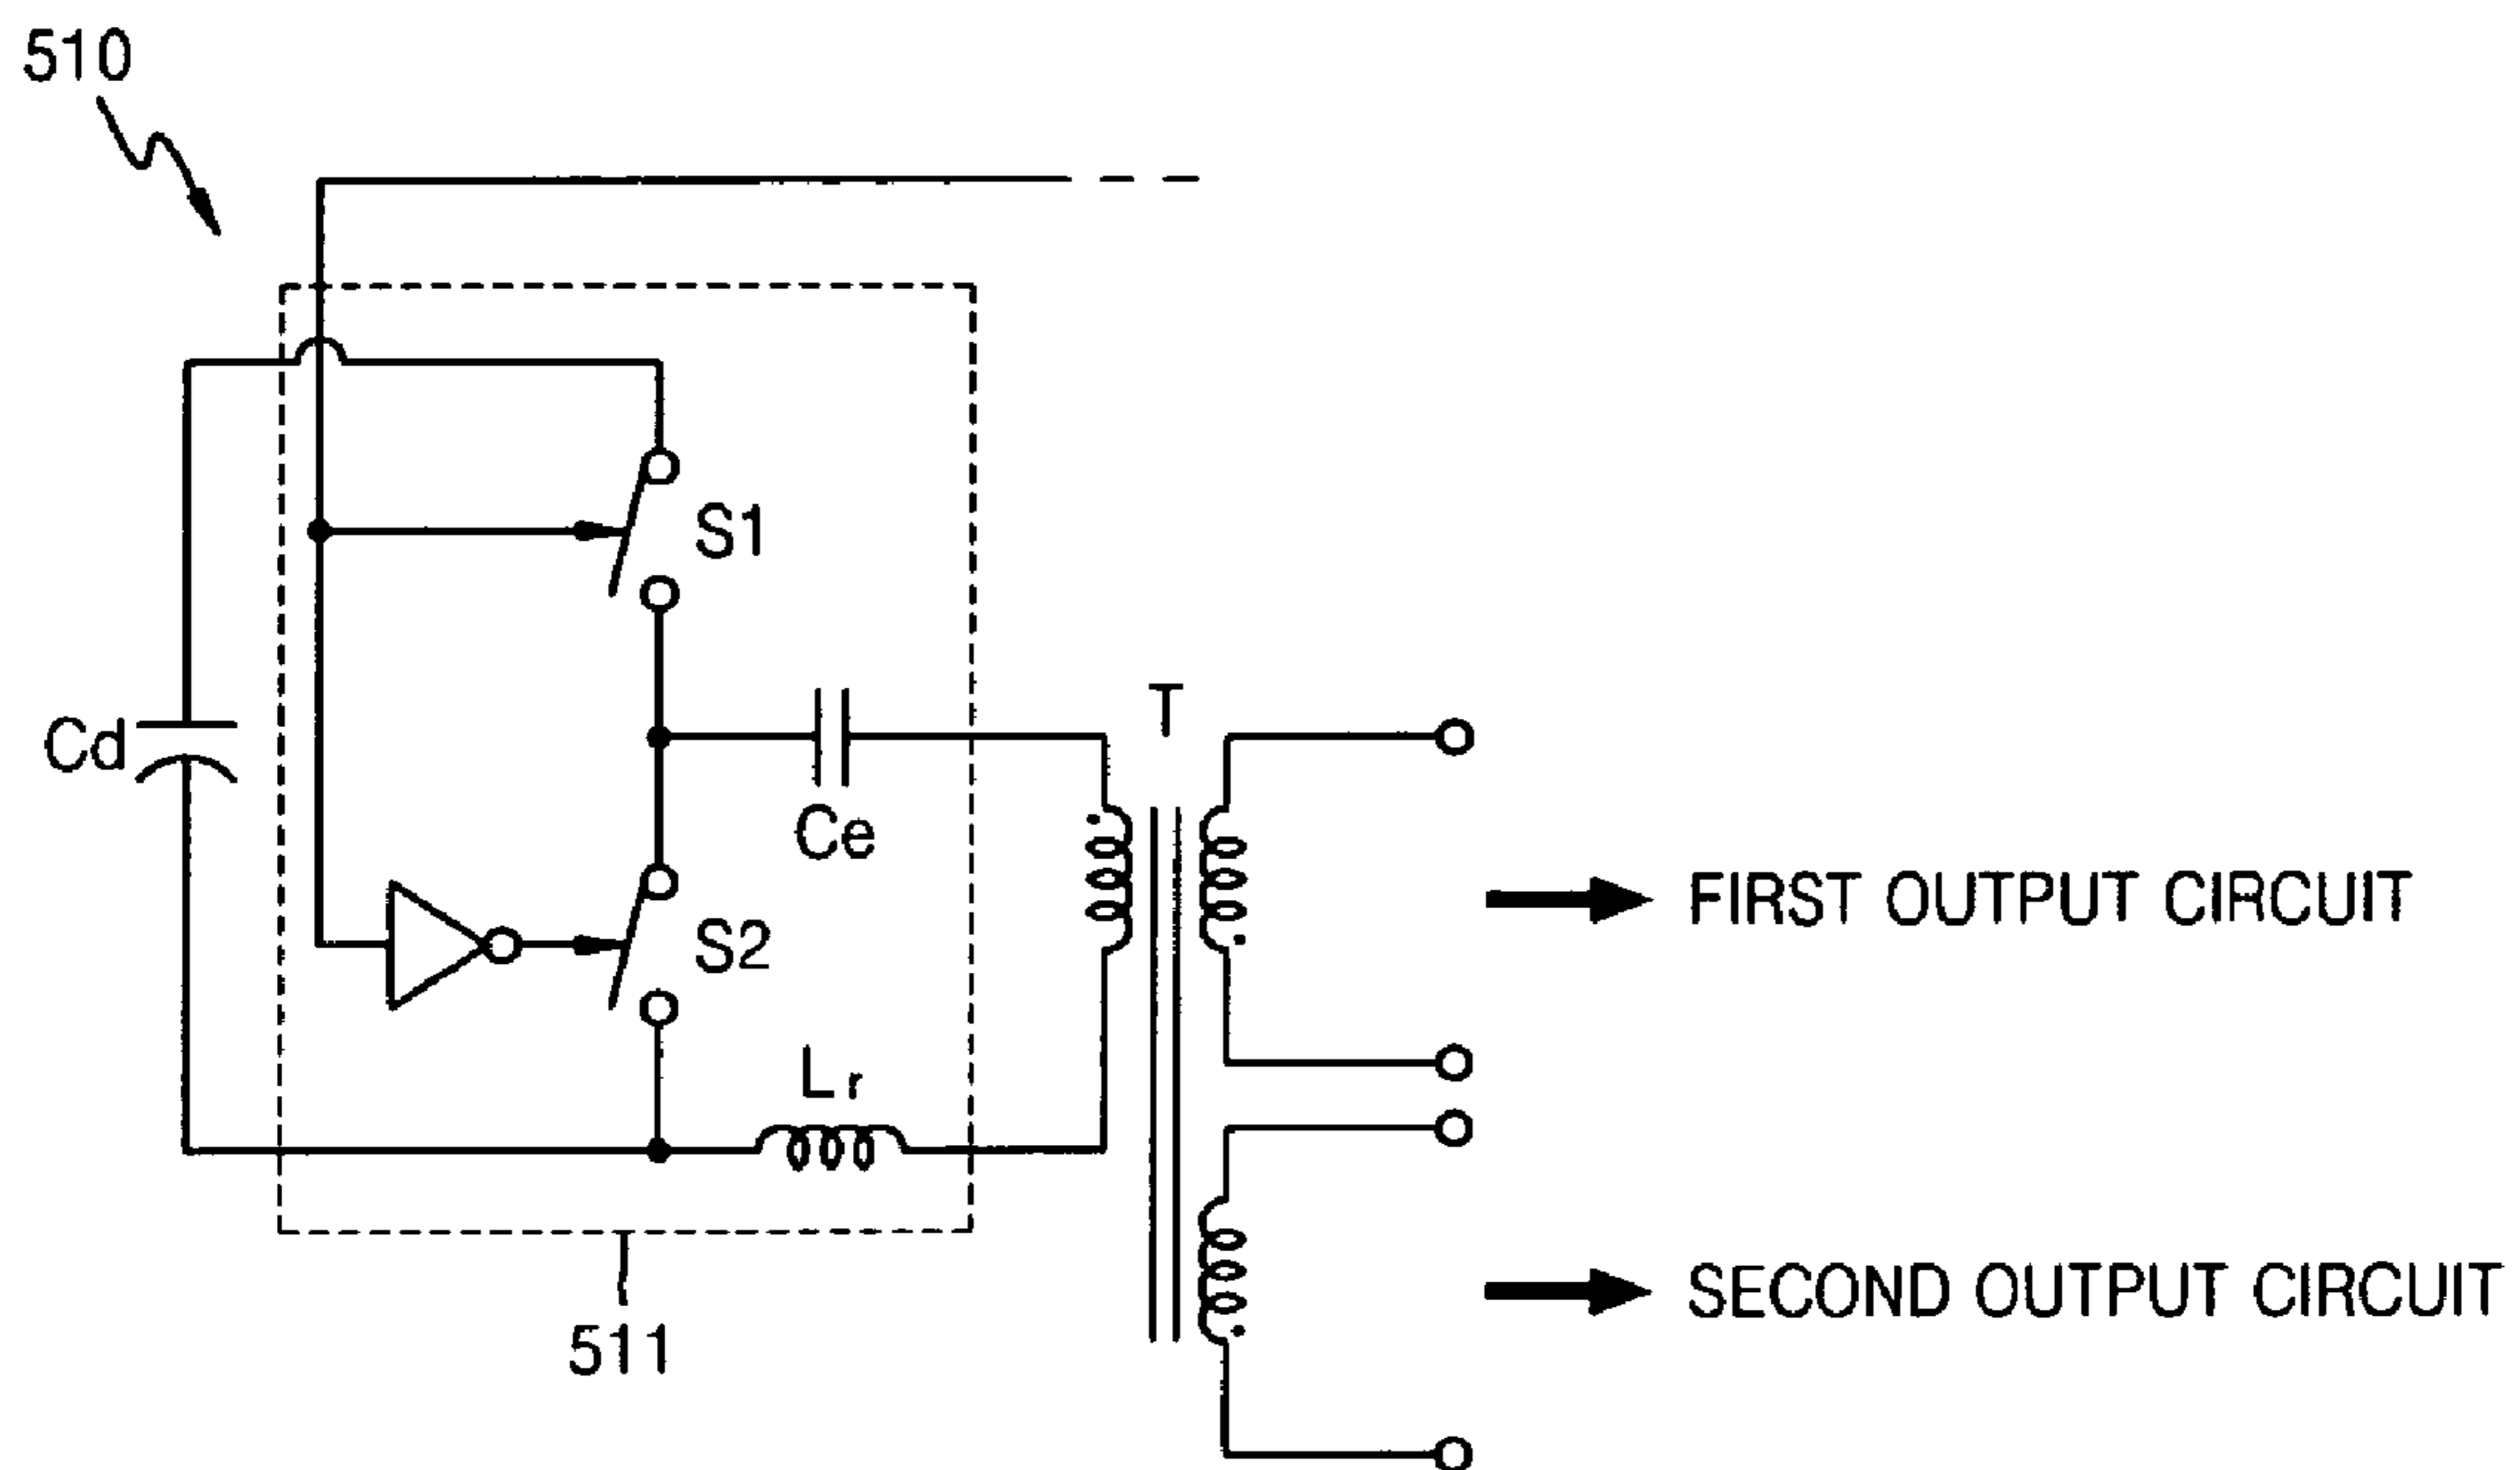 510
S1
Cd
T
Ce
FIRST OUTPUT CIRCUIT
S2
Lr
SECOND OUTPUT CIRCUIT
511